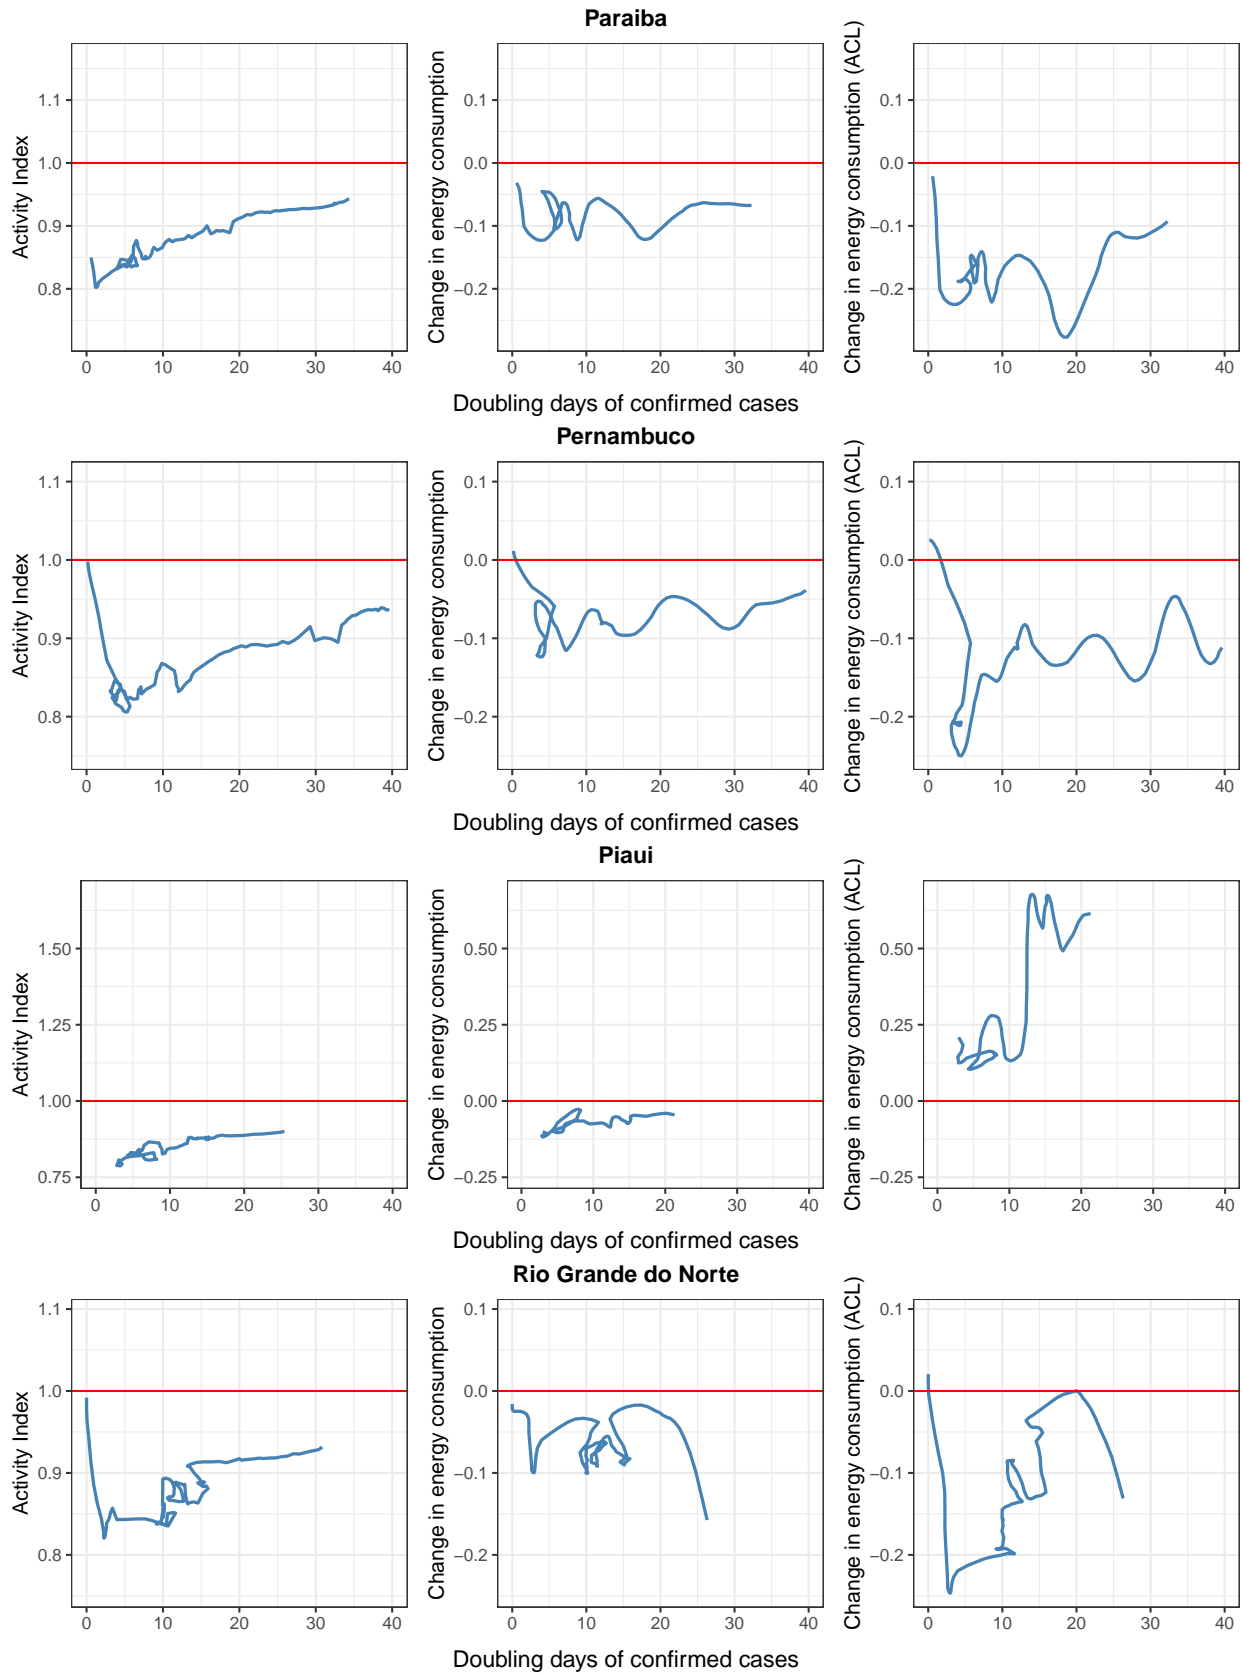 Paraiba
Activity Index
1.1
1.0
0.9
0.8
0 10 20 30 40
Change in energy consumption
0.1
0.0
−0.1
−0.2
0 10 20 30 40
Change in energy consumption (ACL)
0.1
0.0
−0.1
−0.2
0 10 20 30 40
Doubling days of confirmed cases
Pernambuco
Activity Index
1.1
1.0
0.9
0.8
0 10 20 30 40
Change in energy consumption
0.1
0.0
−0.1
−0.2
0 10 20 30 40
Change in energy consumption (ACL)
0.1
0.0
−0.1
−0.2
0 10 20 30 40
Doubling days of confirmed cases
Piaui
Activity Index
1.50
1.25
1.00
0.75
0 10 20 30 40
Change in energy consumption
0.50
0.25
0.00
−0.25
0 10 20 30 40
Change in energy consumption (ACL)
0.50
0.25
0.00
−0.25
0 10 20 30 40
Doubling days of confirmed cases
Rio Grande do Norte
Activity Index
1.1
1.0
0.9
0.8
0 10 20 30 40
Change in energy consumption
0.1
0.0
−0.1
−0.2
0 10 20 30 40
Change in energy consumption (ACL)
0.1
0.0
−0.1
−0.2
0 10 20 30 40
Doubling days of confirmed cases